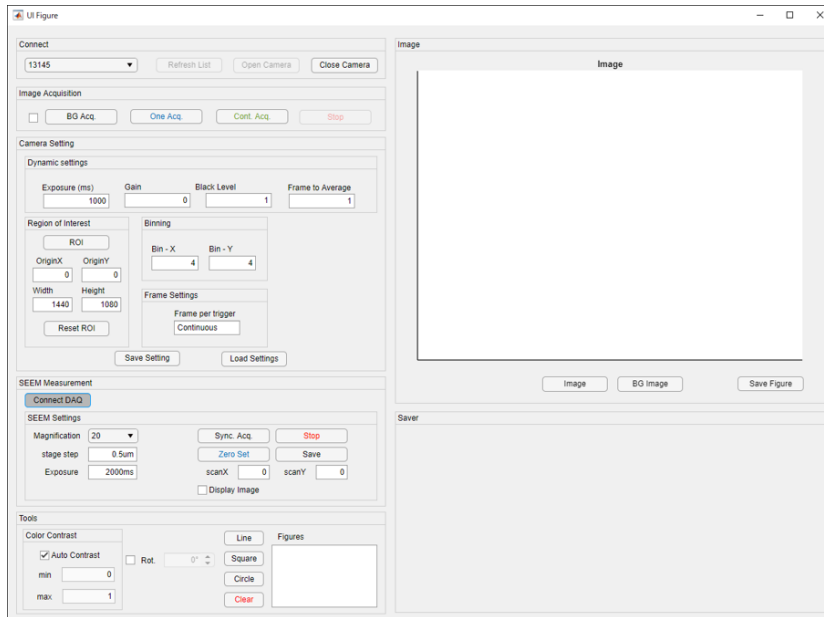 UI Figure
Connect
13145 Refresh List Open Camera Close Camera
Image Acquisition
BG Acq. One Acq. Cont. Acq. Stop
Camera Setting
Dynamic settings
Exposure (ms) Gain Black Level Frame to Average
1000 0 1 1
Region of Interest
ROI
OriginX OriginY
0 0
Width Height
1440 1080
Reset ROI
Binning
Bin - X Bin - Y
4 4
Frame Settings
Frame per trigger
Continuous
Save Setting Load Settings
SEEM Measurement
Connect DAQ
SEEM Settings
Magnification 20 Sync. Acq. Stop
stage step 0.5um Zero Set Save
Exposure 2000ms scanX 0 scanY 0
Display Image
Tools
Color Contrast
Auto Contrast
min 0
max 1
Rot. 0°
Line
Square
Circle
Clear
Figures
Image
Image
Image BG Image Save Figure
Saver